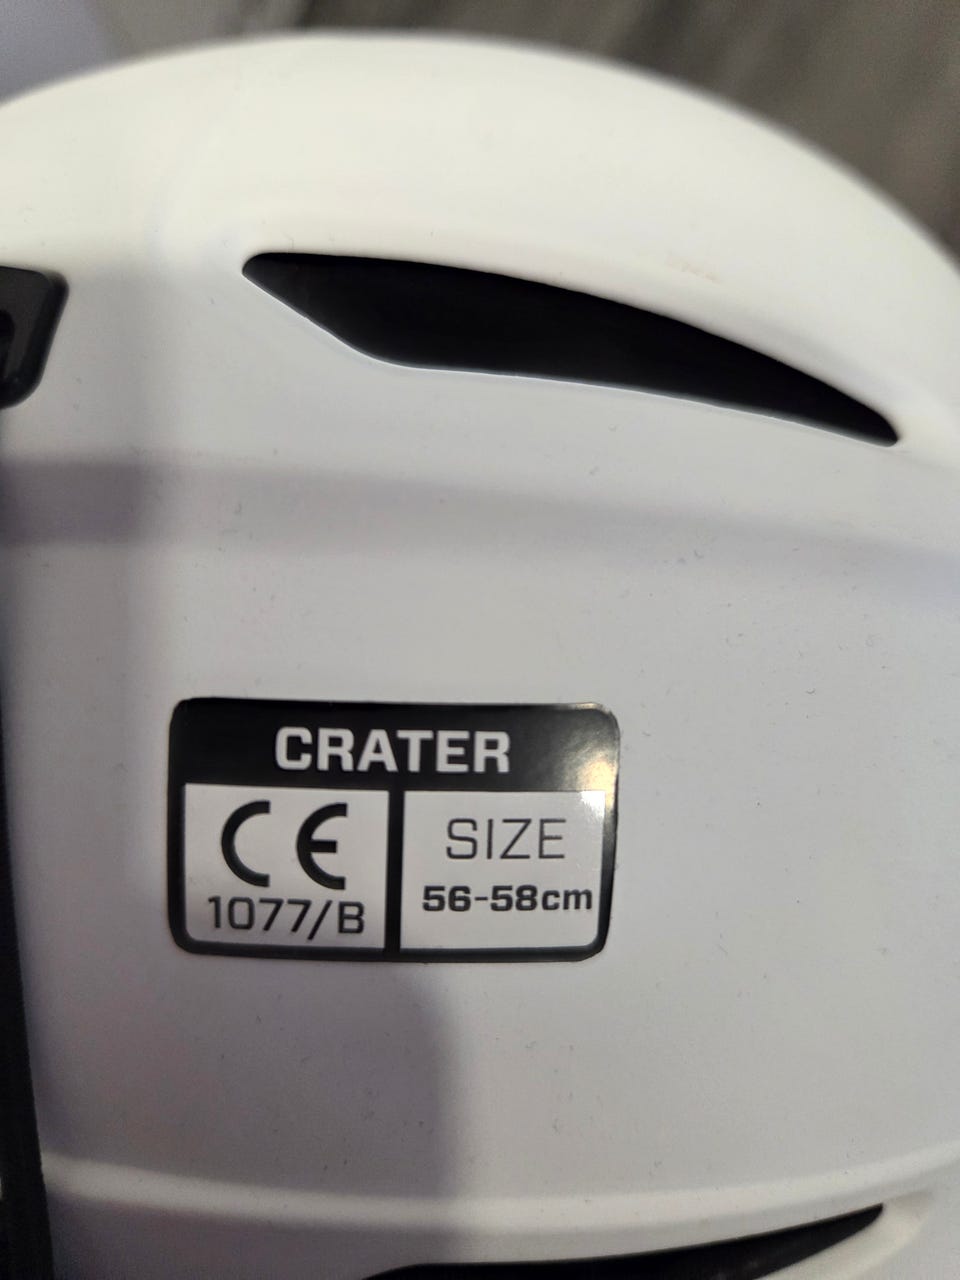 CRATER
CE
1077/B
SIZE
56-58cm